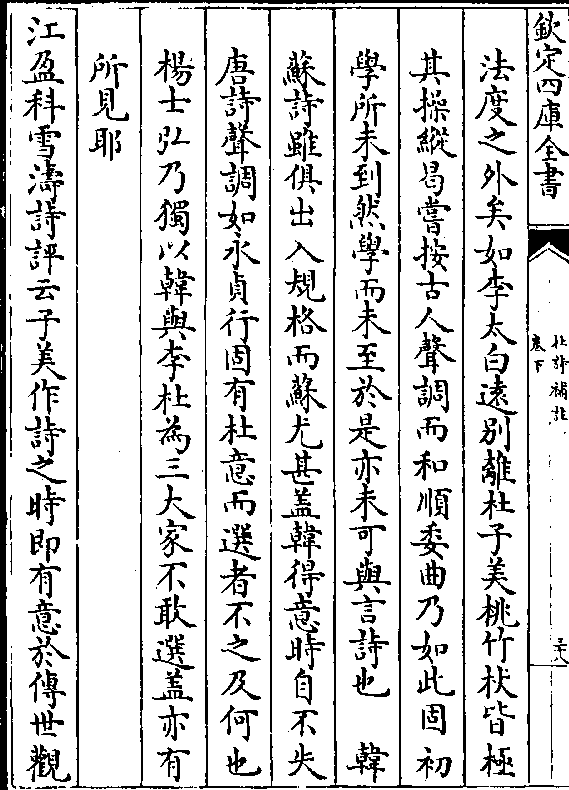 欽定四庫全書
杜詩補註
卷下
三十八
法度之外矣如李太白遠别離杜子美桃竹杖皆極
其操縱曷嘗按古人聲調而和順委曲乃如此固初
學所未到然學而未至於是亦未可與言詩也　韓
蘇詩雖俱出入規格而蘇尤甚蓋韓得意時自不失
唐詩聲調如永貞行固有杜意而選者不之及何也
楊士弘乃獨以韓與李杜為三大家不敢選蓋亦有
所見耶
江盈科雪濤詩評云子美作詩之時即有意於傳世觀